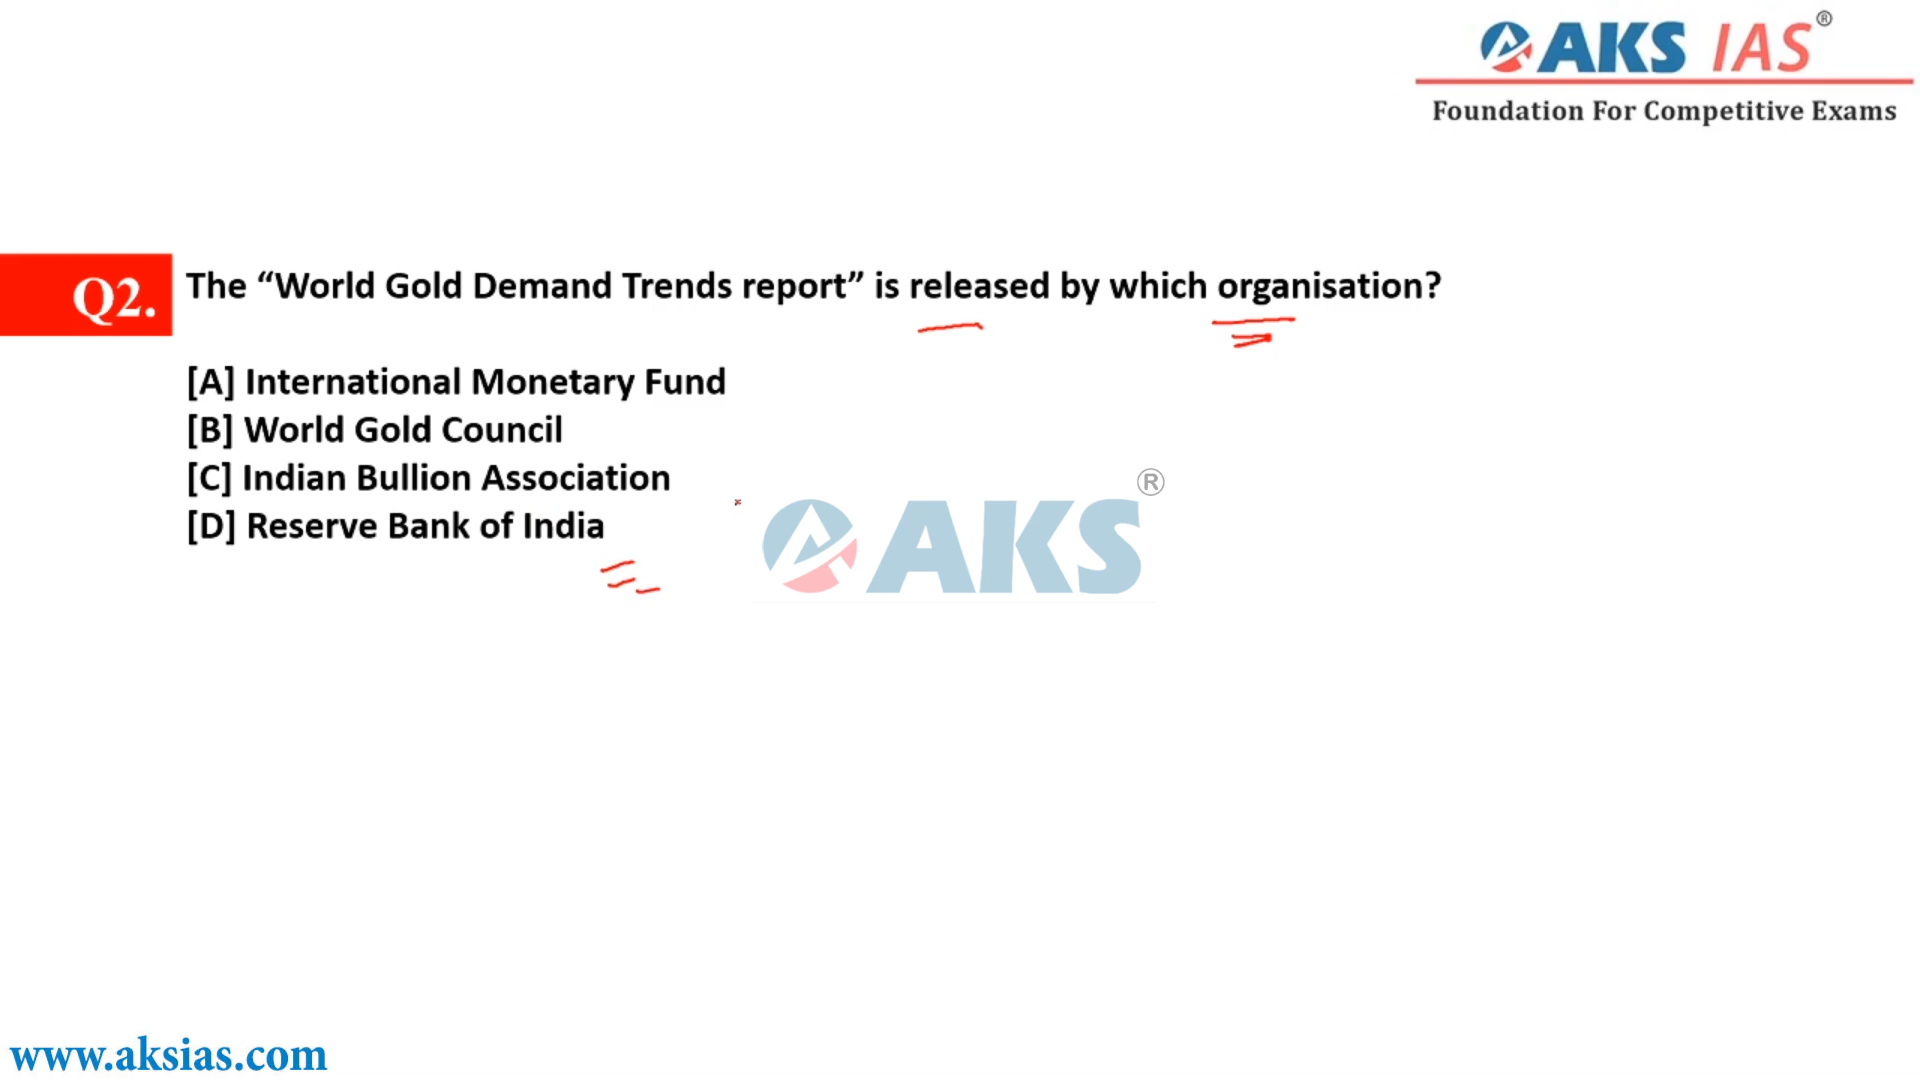 AKS IAS®
Foundation For Competitive Exams
Q2. The “World Gold Demand Trends report” is released by which organisation?
[A] International Monetary Fund
[B] World Gold Council
[C] Indian Bullion Association
[D] Reserve Bank of India
AKS®
www.aksias.com